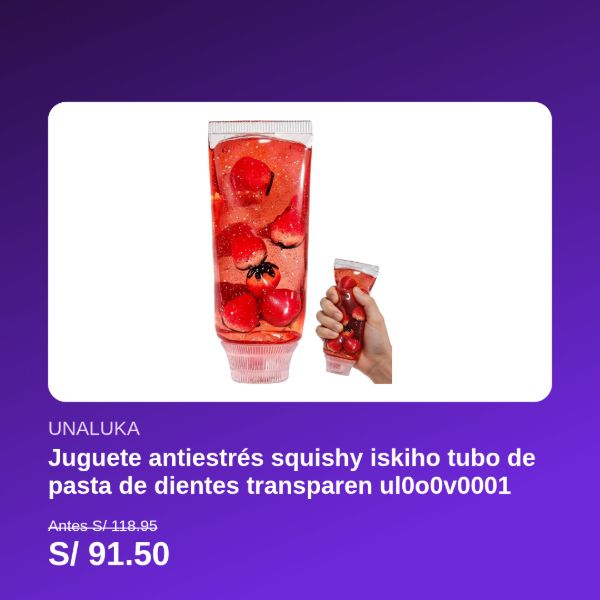 UNALUKA
Juguete antiestrés squishy iskiho tubo de
pasta de dientes transparen ul0o0v0001
Antes S/ 118.95
S/ 91.50